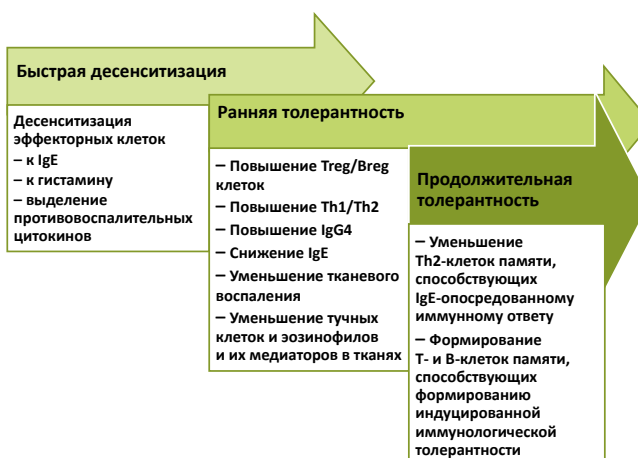 Быстрая десенситизация
Десенситизация
эффекторных клеток
– к IgE
– к гистамину
– выделение
противовоспалительных
цитокинов
Ранняя толерантность
– Повышение Treg/Breg
клеток
– Повышение Th1/Th2
– Повышение IgG4
– Снижение IgE
– Уменьшение тканевого
воспаления
– Уменьшение тучных
клеток и эозинофилов
и их медиаторов в тканях
Продолжительная
толерантность
– Уменьшение
Th2-клеток памяти,
способствующих
IgE-опосредованному
иммунному ответу
– Формирование
Т- и В-клеток памяти,
способствующих
формированию
индуцированной
иммунологической
толерантности